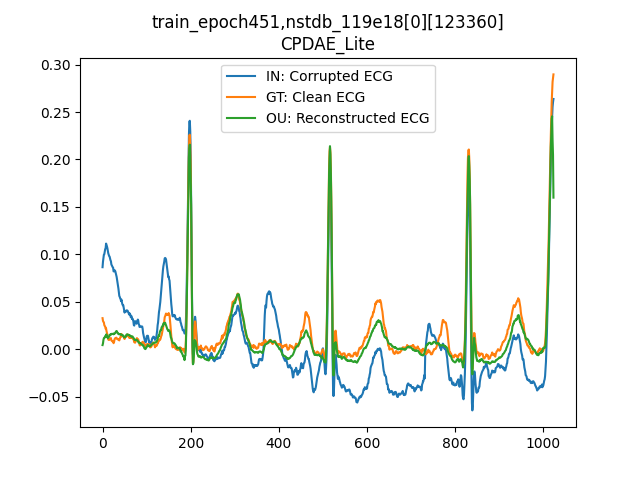 train_epoch451,nstdb_119e18[0][123360]
CPDAE_Lite
IN: Corrupted ECG
GT: Clean ECG
OU: Reconstructed ECG
0.30
0.25
0.20
0.15
0.10
0.05
0.00
−0.05
0 200 400 600 800 1000